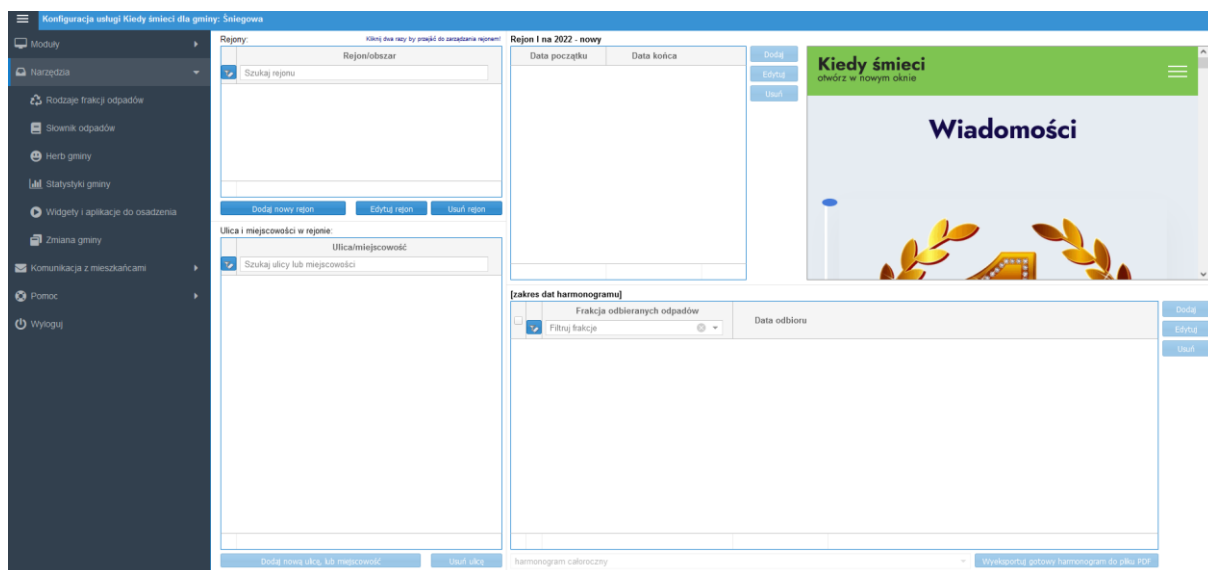 Konfiguracja usługi Kiedy śmieci dla gminy: Śniegowa
Moduły
Narzędzia
Rodzaje frakcji odpadów
Słownik odpadów
Herb gminy
Statystyki gminy
Widgety i aplikacje do osadzenia
Zmiana gminy
Komunikacja z mieszkańcami
Pomoc
Wyloguj
Rejony:
Kliknij dwa razy by przejść do zarządzania rejonem!
Rejon/obszar
Szukaj rejonu
Dodaj nowy rejon
Edytuj rejon
Usuń rejon
Ulica i miejscowości w rejonie:
Ulica/miejscowość
Szukaj ulicy lub miejscowości
Dodaj nową ulicę, lub miejscowość
Usuń ulicę
Rejon I na 2022 - nowy
Data początku
Data końca
Dodaj
Edytuj
Usuń
Kiedy śmieci
otwórz w nowym oknie
Wiadomości
[zakres dat harmonogramu]
Frakcja odbieranych odpadów
Filtruj frakcje
Data odbioru
Dodaj
Edytuj
Usuń
harmonogram całoroczny
Wyeksportuj gotowy harmonogram do pliku PDF